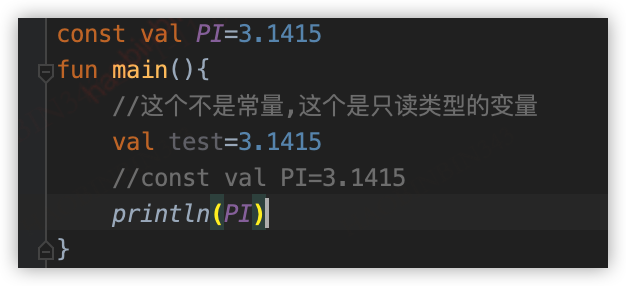 const val PI=3.1415
fun main(){
//这个不是常量,这个是只读类型的变量
val test=3.1415
//const val PI=3.1415
println(PI)
}